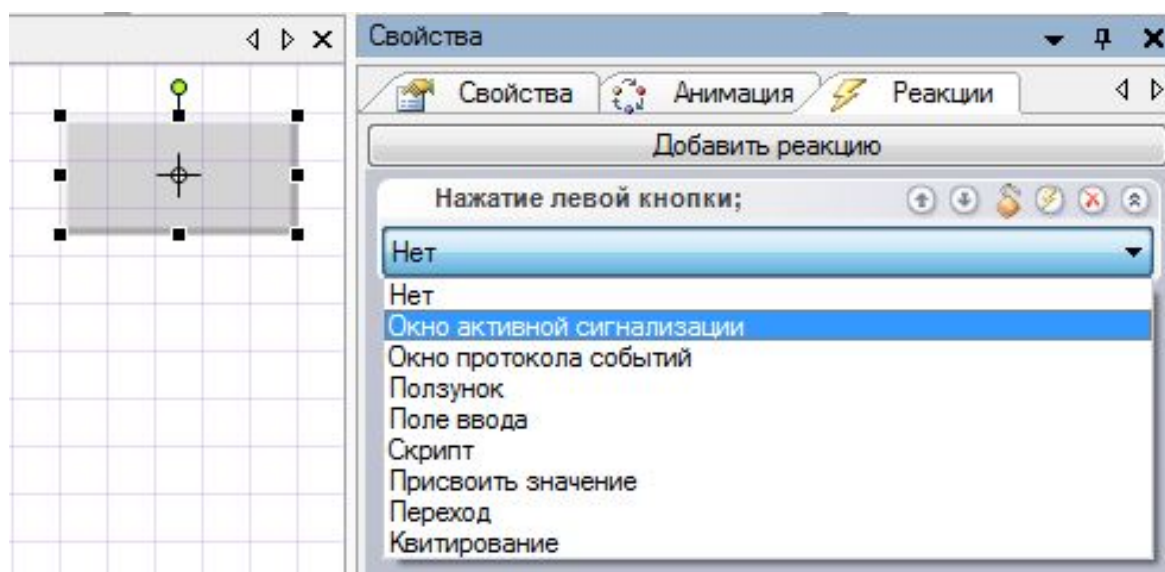 Свойства
Свойства Анимация Реакции
Добавить реакцию
Нажатие левой кнопки;
Нет
Нет
Окно активной сигнализации
Окно протокола событий
Ползунок
Поле ввода
Скрипт
Присвоить значение
Переход
Квитирование